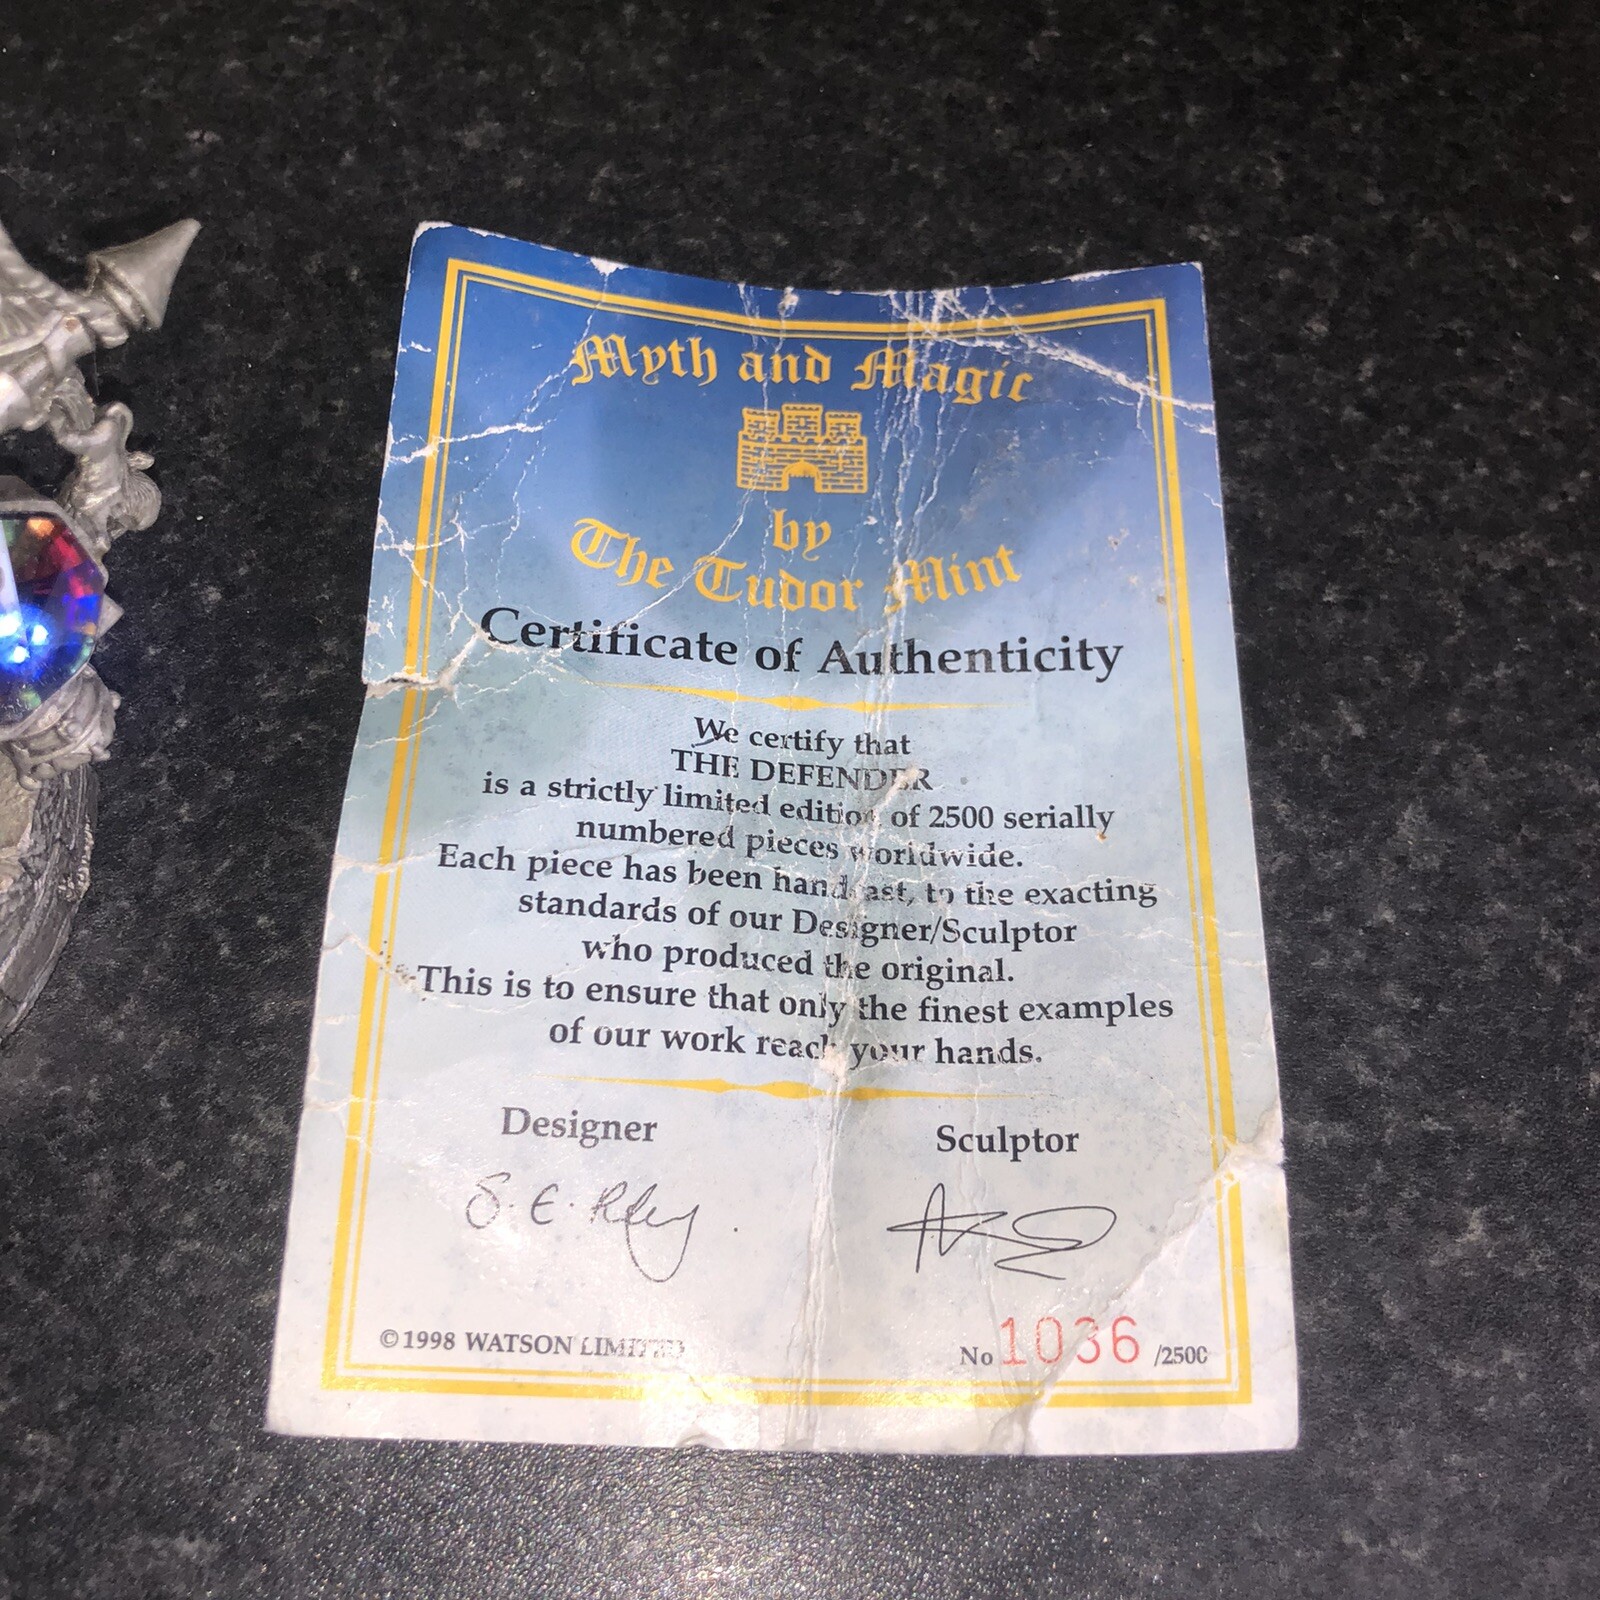 Myth and Magic
by
The Tudor Mint
Certificate of Authenticity
We certify that
THE DEFENDER
is a strictly limited edition of 2500 serially
numbered pieces worldwide.
Each piece has been handcast, to the exacting
standards of our Designer/Sculptor
who produced the original.
This is to ensure that only the finest examples
of our work reach your hands.
Designer Sculptor
S. E. Riley
© 1998 WATSON LIMITED No 1036 /2500